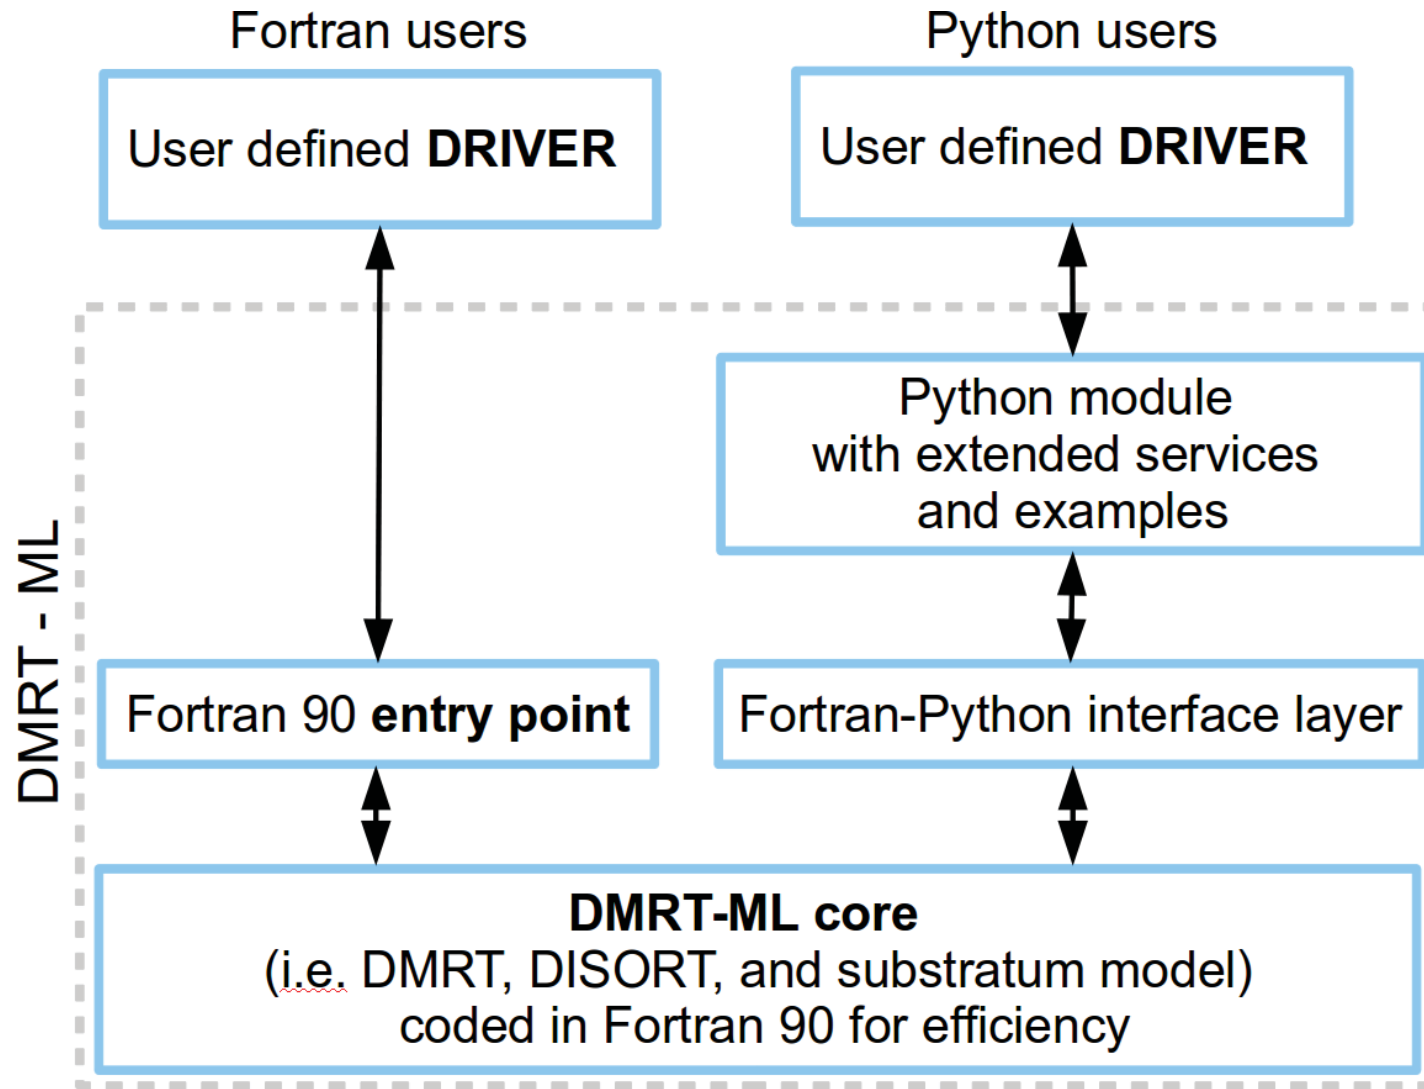 Fortran users
Python users
User defined DRIVER
User defined DRIVER
Python module
with extended services
and examples
DMRT - ML
Fortran 90 entry point
Fortran-Python interface layer
DMRT-ML core
(i.e. DMRT, DISORT, and substratum model)
coded in Fortran 90 for efficiency